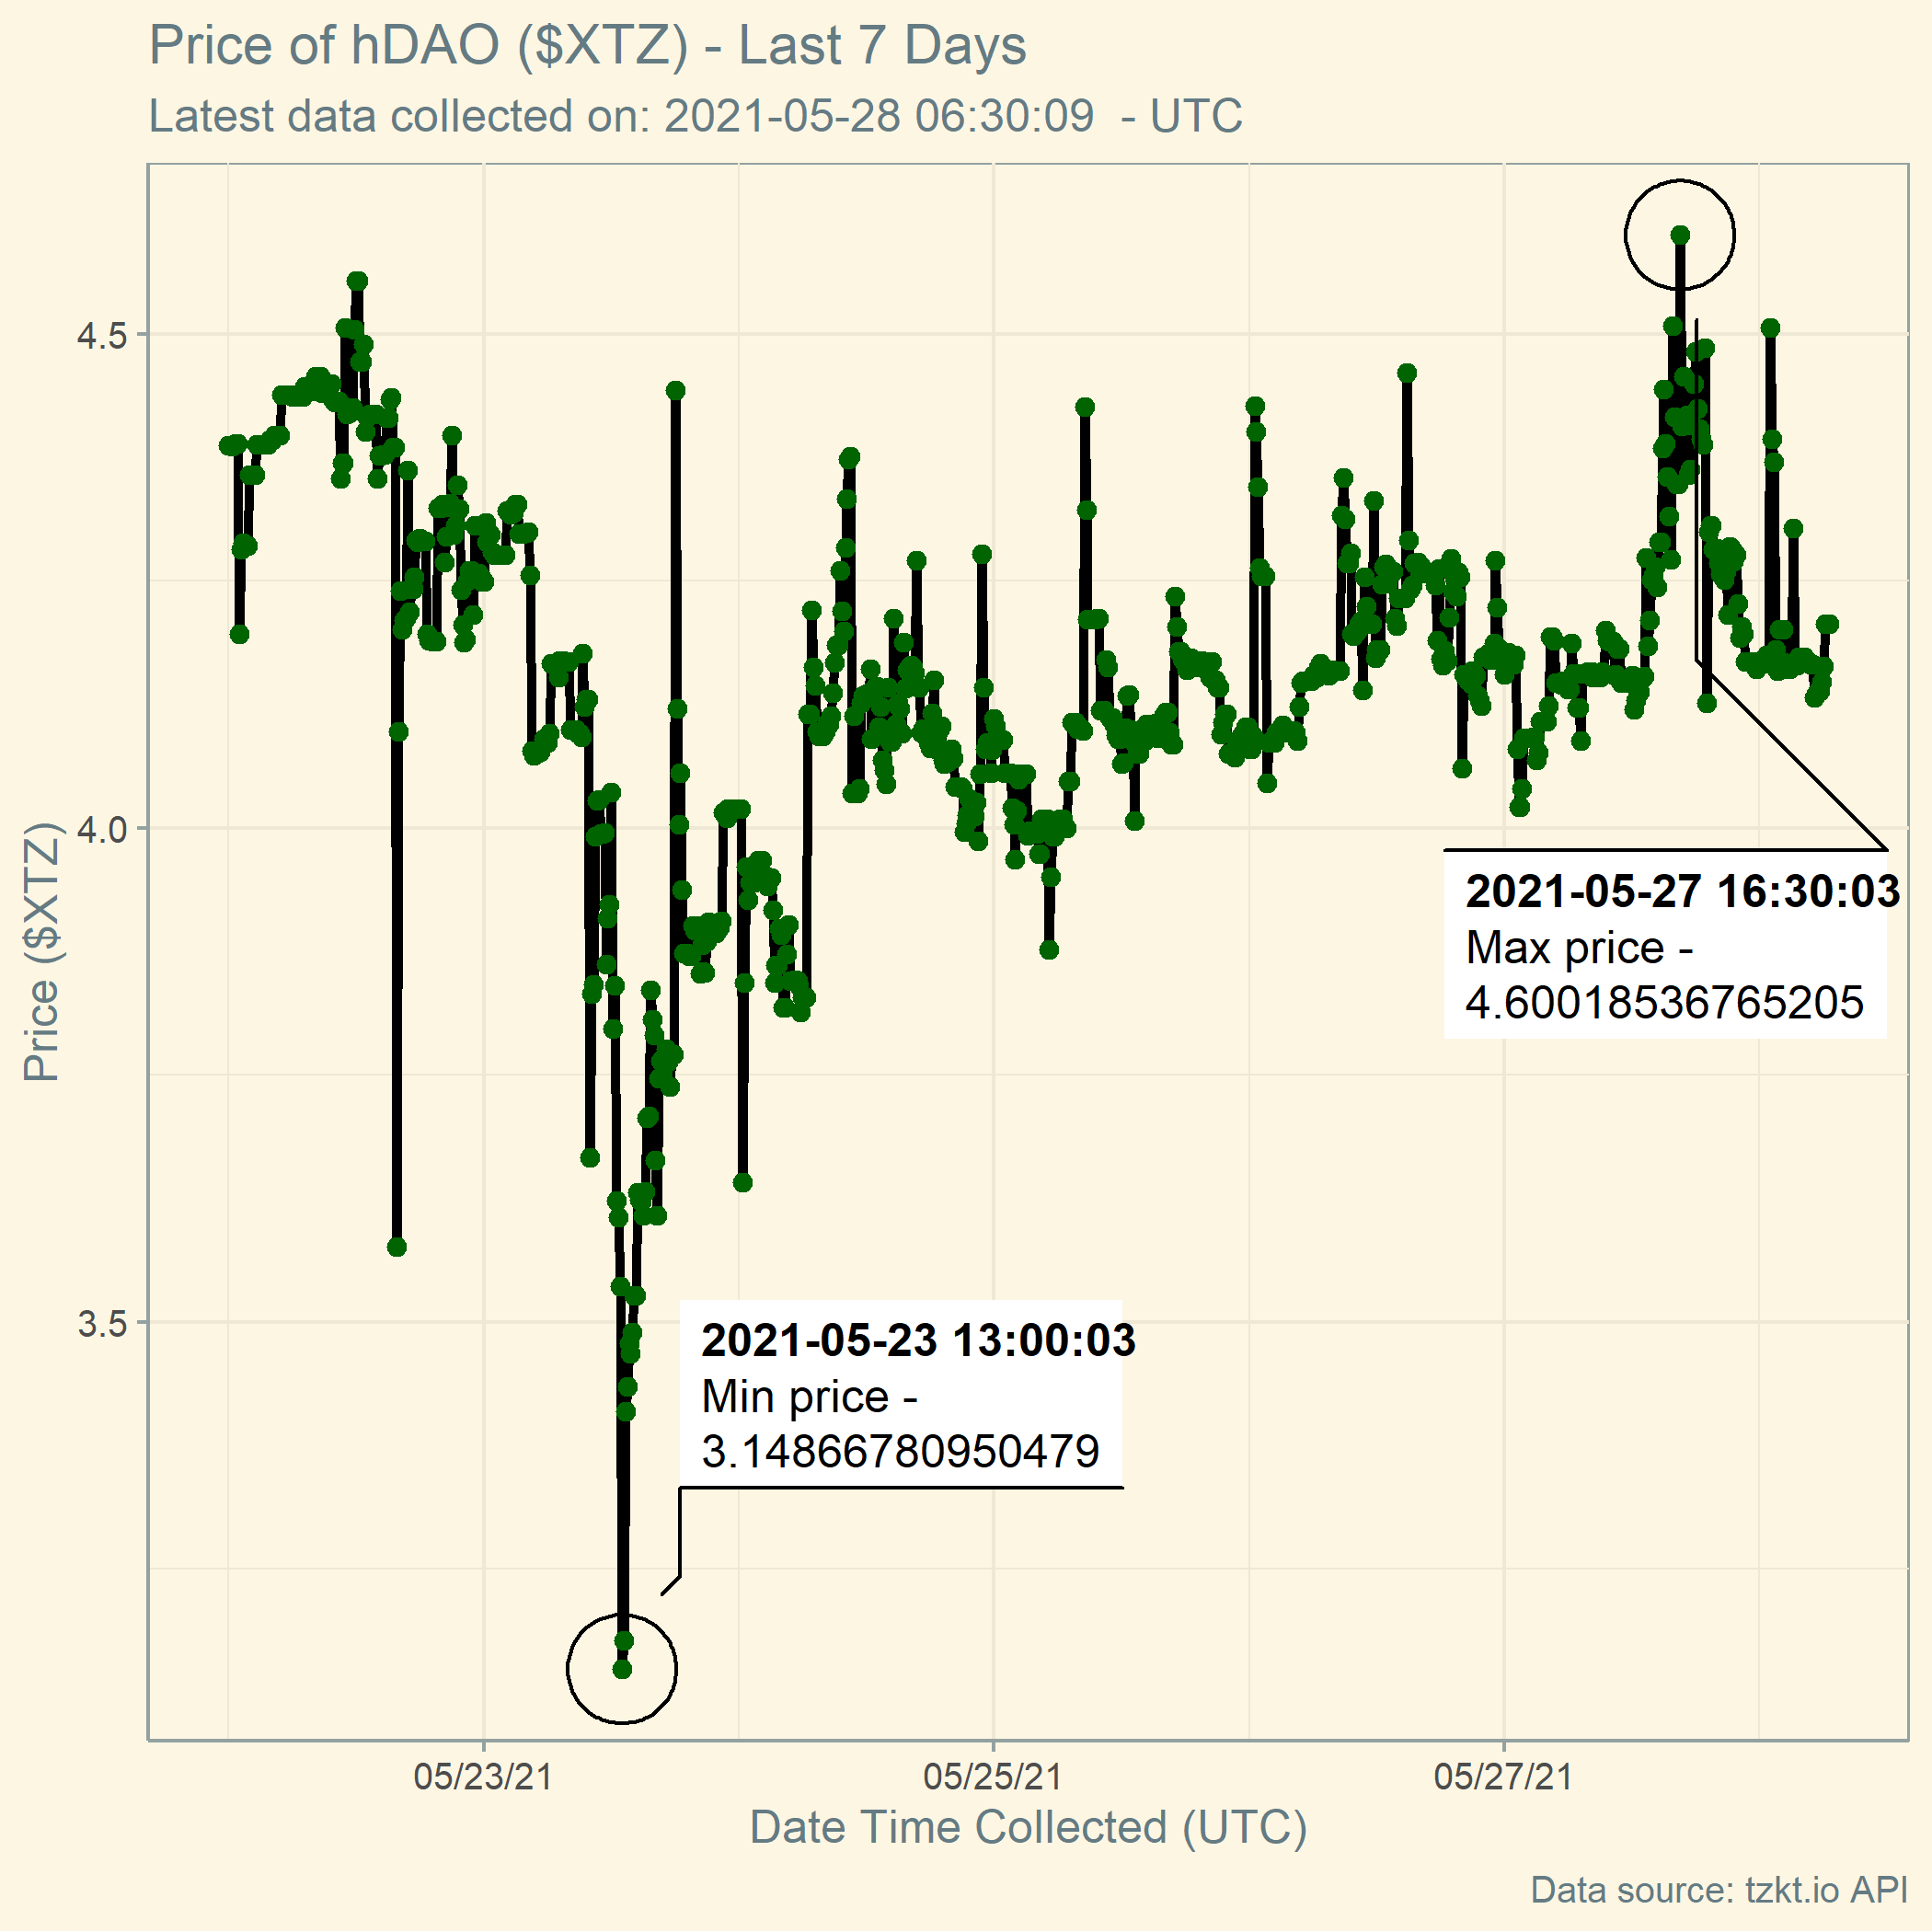 Price of hDAO ($XTZ) - Last 7 Days
Latest data collected on: 2021-05-28 06:30:09  - UTC
Price ($XTZ)
4.5
4.0
3.5
2021-05-27 16:30:03
Max price -
4.60018536765205
2021-05-23 13:00:03
Min price -
3.14866780950479
05/23/21
05/25/21
05/27/21
Date Time Collected (UTC)
Data source: tzkt.io API